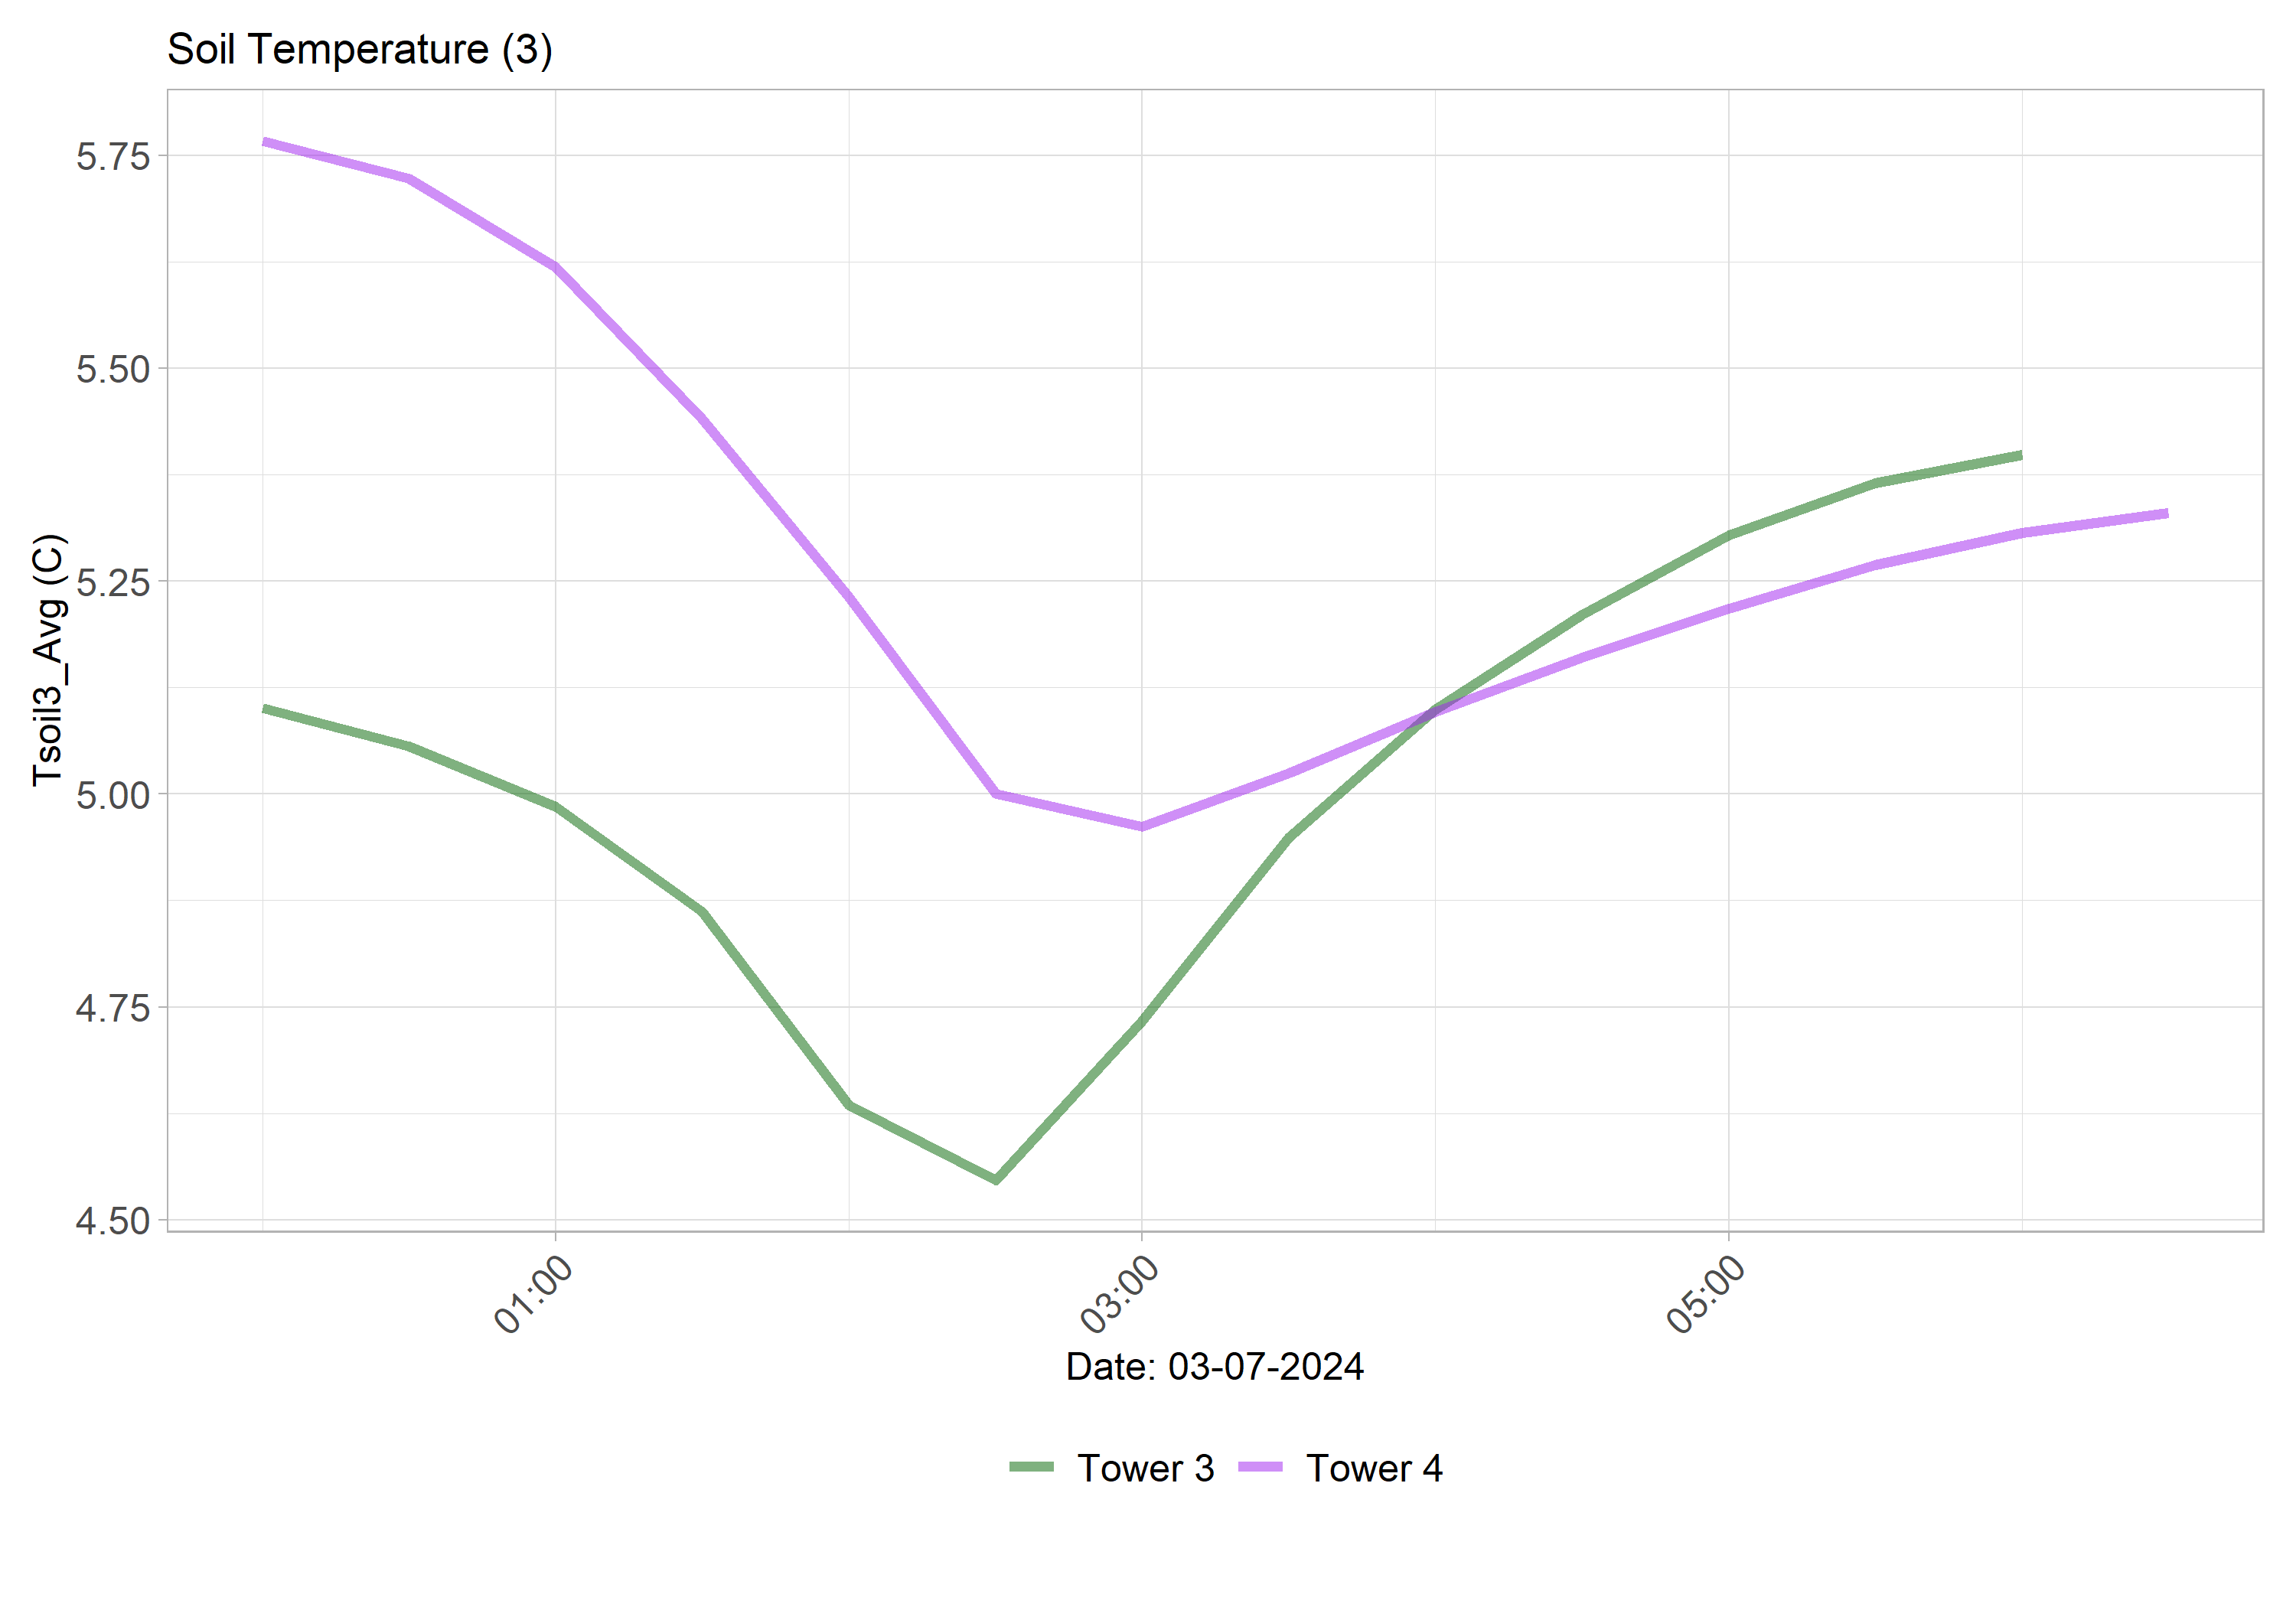 Soil Temperature (3)
Tsoil3_Avg (C)
5.75
5.50
5.25
5.00
4.75
4.50
01:00
03:00
05:00
Date: 03-07-2024
Tower 3
Tower 4